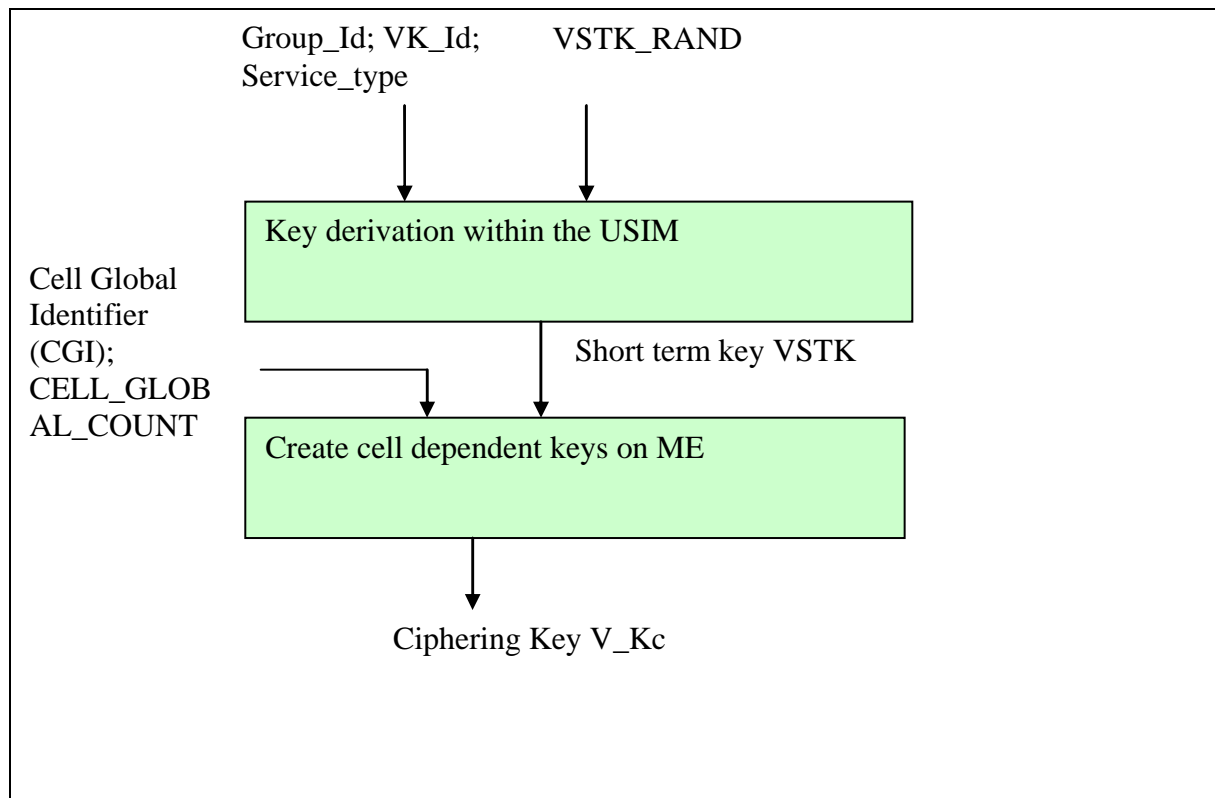 Group_Id; VK_Id;
Service_type
VSTK_RAND
Key derivation within the USIM
Cell Global
Identifier
(CGI);
CELL_GLOB
AL_COUNT
Short term key VSTK
Create cell dependent keys on ME
Ciphering Key V_Kc